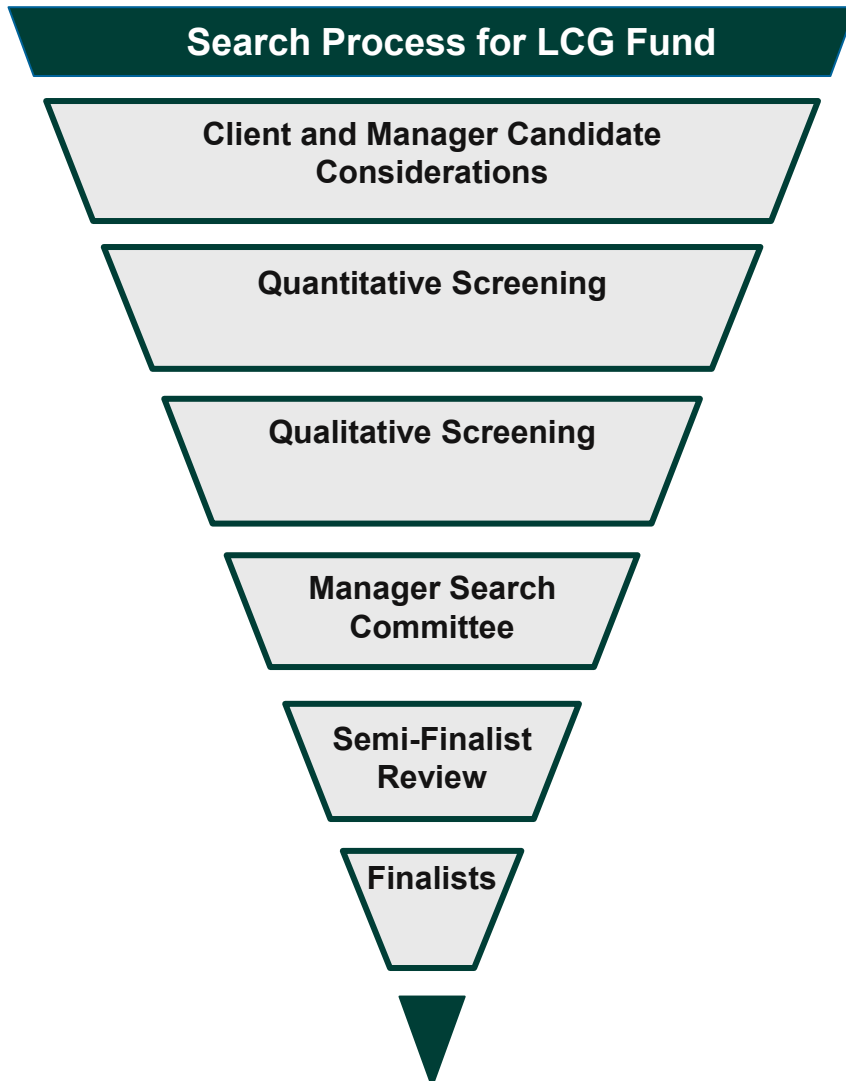 Search Process for LCG Fund
Client and Manager Candidate
Considerations
Quantitative Screening
Qualitative Screening
Manager Search
Committee
Semi-Finalist
Review
Finalists